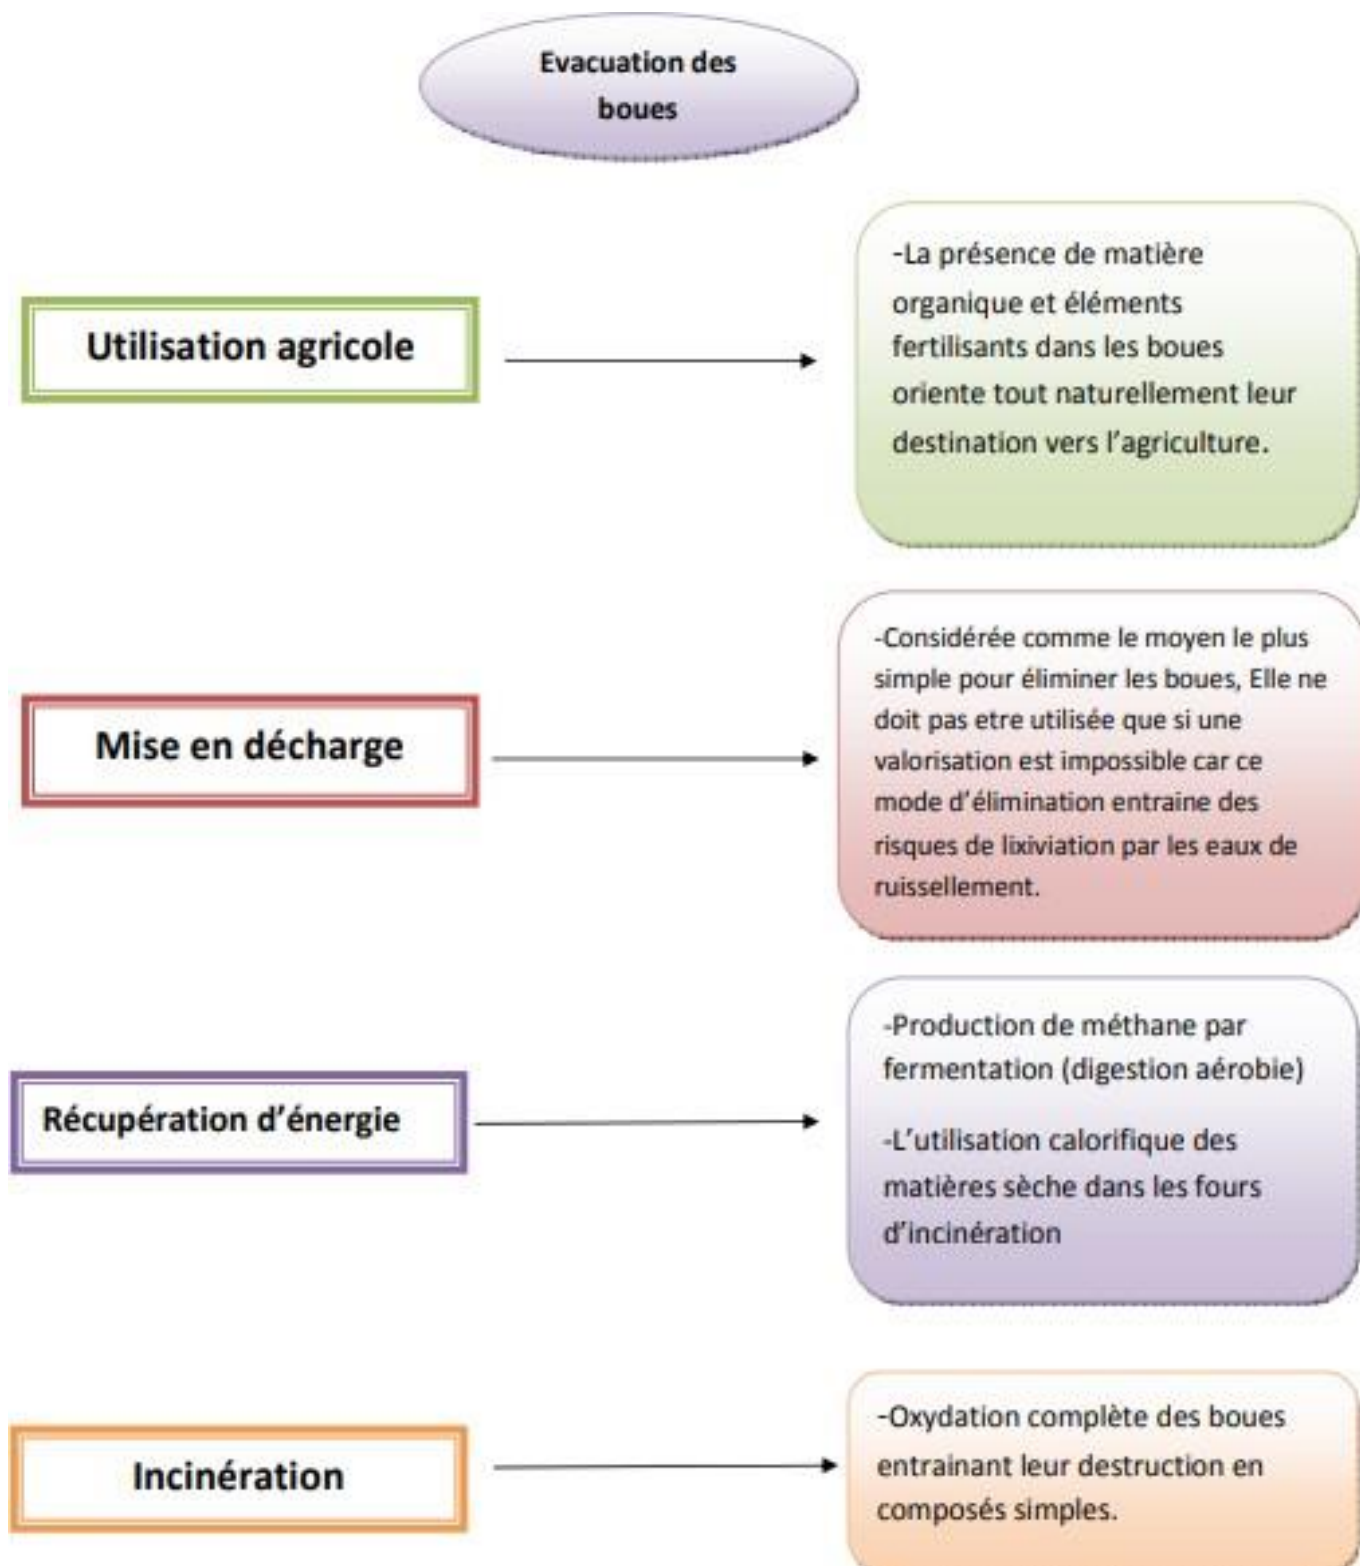 Evacuation des
boues
Utilisation agricole
-La présence de matière
organique et éléments
fertilisants dans les boues
oriente tout naturellement leur
destination vers l’agriculture.
Mise en décharge
-Considérée comme le moyen le plus
simple pour éliminer les boues, Elle ne
doit pas etre utilisée que si une
valorisation est impossible car ce
mode d’élimination entraine des
risques de lixiviation par les eaux de
ruissellement.
Récupération d’énergie
-Production de méthane par
fermentation (digestion aérobie)
-L’utilisation calorifique des
matières sèche dans les fours
d’incinération
Incinération
-Oxydation complète des boues
entrainant leur destruction en
composés simples.